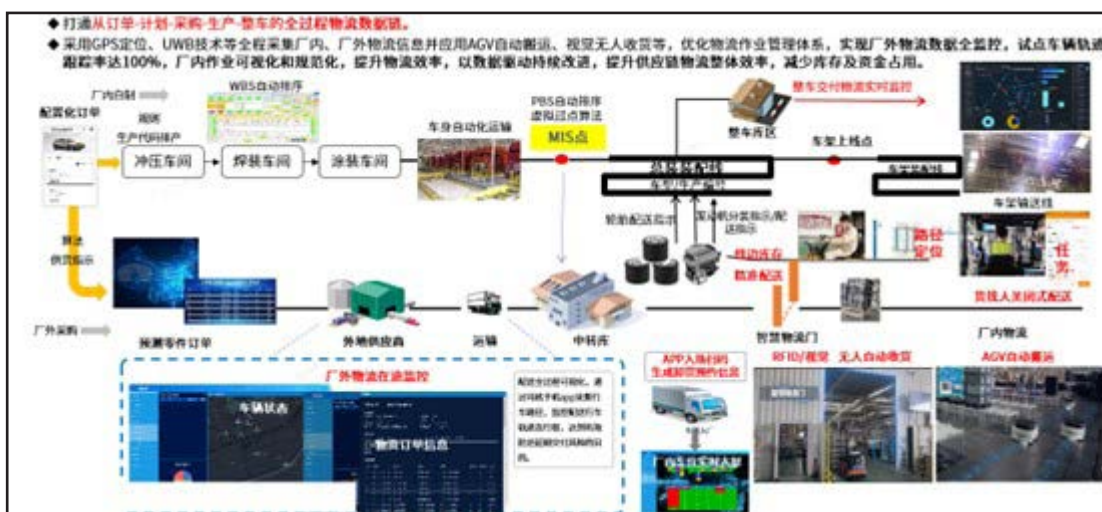 ◆ 打通从订单-计划-采购-生产-整车的全过程物流数据链。
◆ 采用GPS定位、UWB技术等全程采集厂内、厂外物流信息并应用AGV自动搬运、视觉无人收货等，优化物流作业管理体系，实现厂外物流数据全监控，试点车辆轨迹
跟踪率达100%，厂内作业可视化和规范化，提升物流效率，以数据驱动持续改进，提升供应链物流整体效率，减少库存及资金占用。
厂内自制
配置化订单
WBS自动排序
生产代码排产
冲压车间
焊装车间
涂装车间
车身自动化运输
PBS自动排序
虚拟过点算法
MIS点
整车库区
整车交付物流实时监控
总装装配线
车架上线点
车架装配线
车架输送线
轮胎配送指示
发动机分装指示/配
送指示
算法
供货指示
线边库存
精准配送
路径
定位
任
务
货找人关闭式配送
厂外采购
预测零件订单
外地供应商
运输
中转库
智慧物流门
厂内物流
APP入场扫码
RFID/视觉 无人自动收货
AGV自动搬运
厂外物流在途监控
车辆状态
物流订单信息